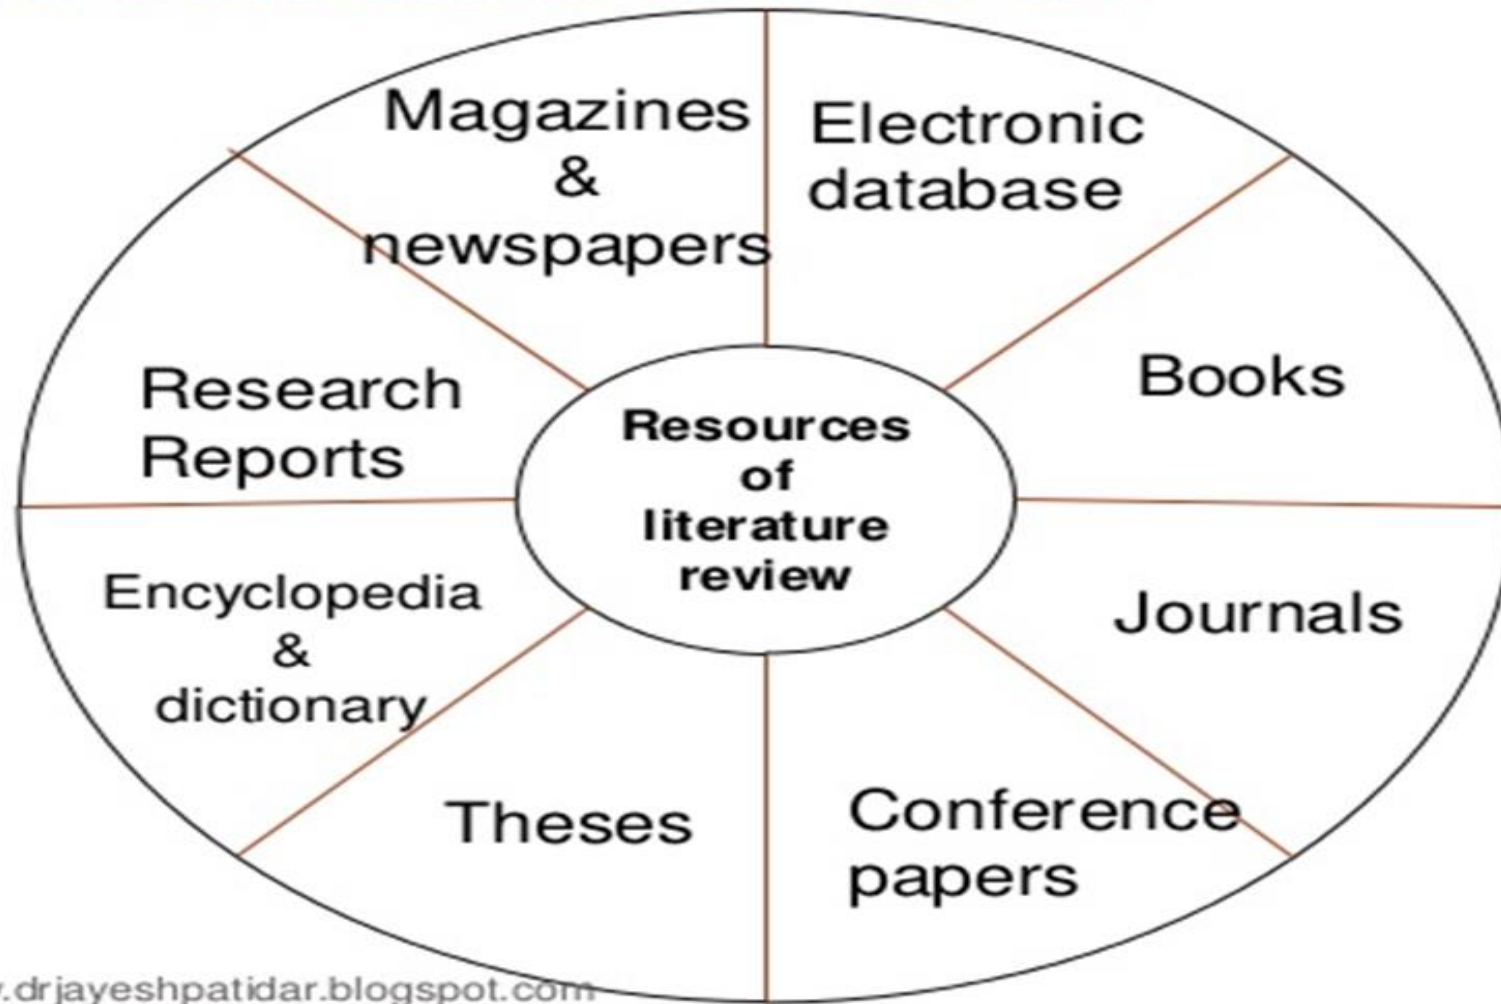 Magazines
&
newspapers
Electronic
database
Books
Journals
Conference
papers
Theses
Encyclopedia
&
dictionary
Research
Reports
Resources
of
literature
review
.drjayeshpatidar.blogspot.com